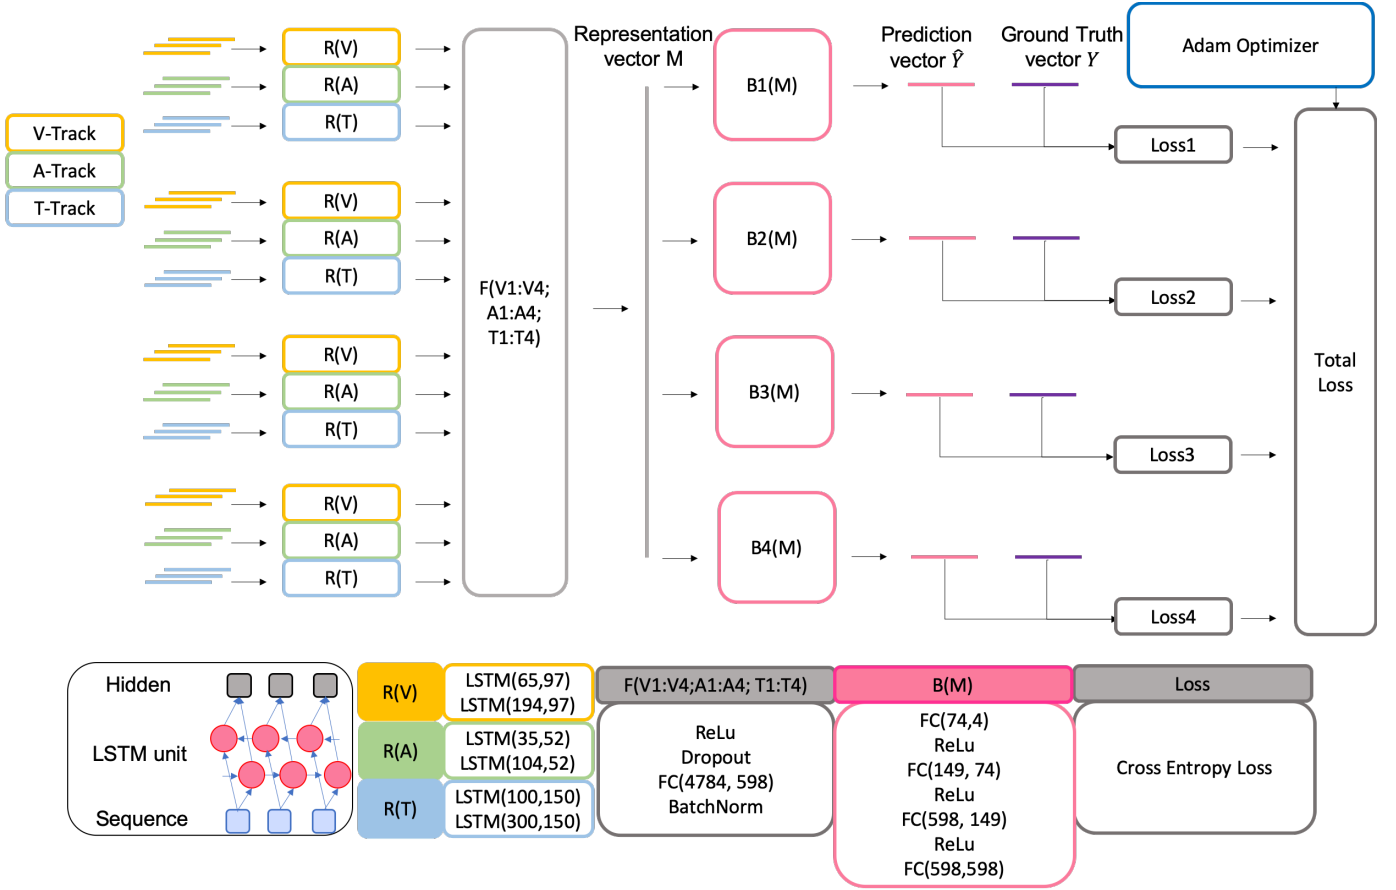 V-Track
A-Track
T-Track
R(V)
R(A)
R(T)
R(V)
R(A)
R(T)
R(V)
R(A)
R(T)
R(V)
R(A)
R(T)
F(V1:V4;
A1:A4;
T1:T4)
Representation
vector M
B1(M)
B2(M)
B3(M)
B4(M)
Prediction
vector Ŷ
Ground Truth
vector Y
Loss1
Loss2
Loss3
Loss4
Adam Optimizer
Total
Loss
Hidden
LSTM unit
Sequence
R(V)
LSTM(65,97)
LSTM(194,97)
R(A)
LSTM(35,52)
LSTM(104,52)
R(T)
LSTM(100,150)
LSTM(300,150)
F(V1:V4;A1:A4; T1:T4)
ReLu
Dropout
FC(4784, 598)
BatchNorm
B(M)
FC(74,4)
ReLu
FC(149, 74)
ReLu
FC(598, 149)
ReLu
FC(598,598)
Loss
Cross Entropy Loss